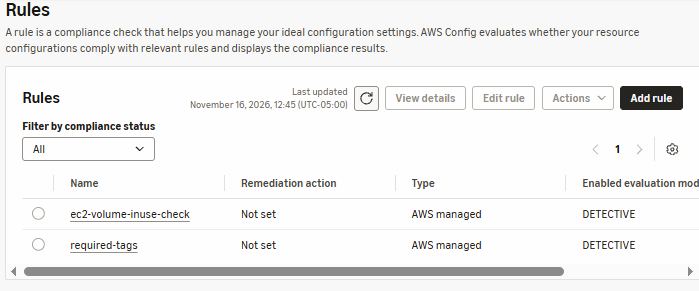 Rules
A rule is a compliance check that helps you manage your ideal configuration settings. AWS Config evaluates whether your resource
configurations comply with relevant rules and displays the compliance results.
Rules
Last updated
November 16, 2026, 12:45 (UTC-05:00)
View details
Edit rule
Actions
Add rule
Filter by compliance status
All
1
Name Remediation action Type Enabled evaluation mod
ec2-volume-inuse-check Not set AWS managed DETECTIVE
required-tags Not set AWS managed DETECTIVE